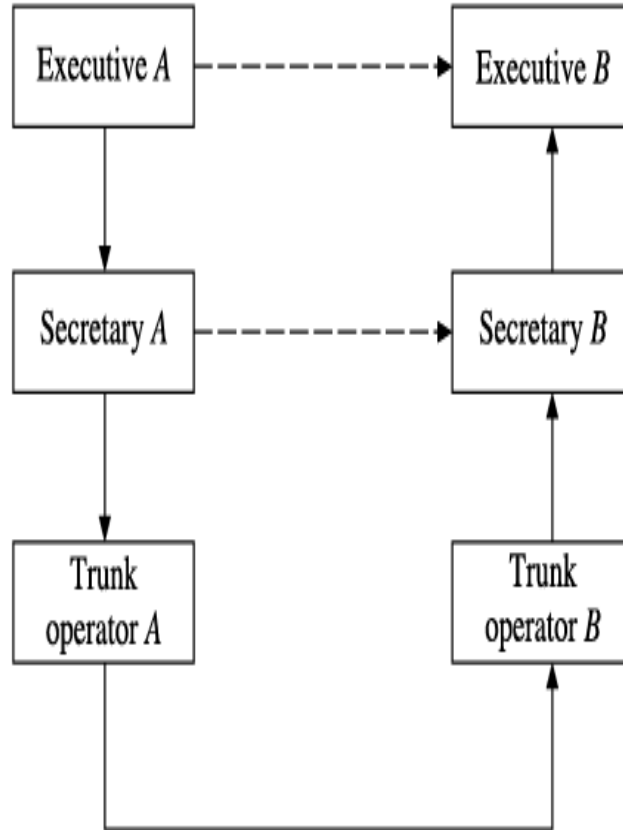 Executive A
Executive B
Secretary A
Secretary B
Trunk
operator A
Trunk
operator B